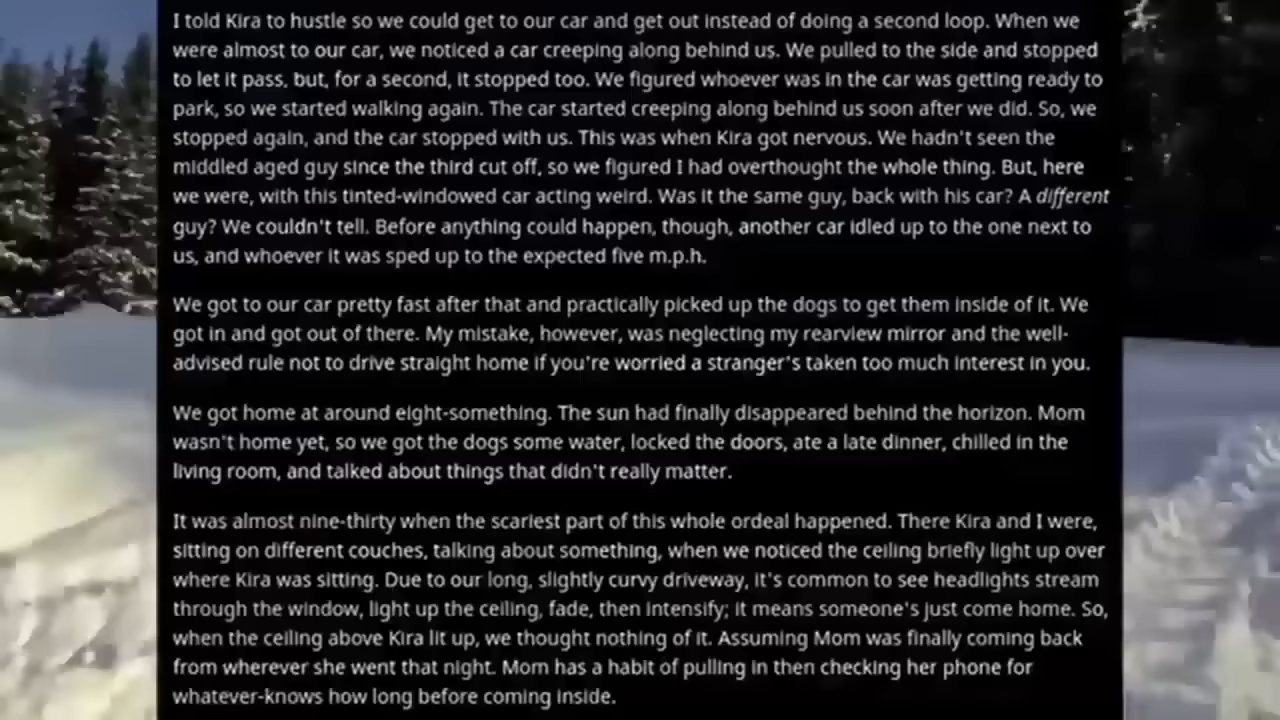 I told Kira to hustle so we could get to our car and get out instead of doing a second loop. When we
were almost to our car, we noticed a car creeping along behind us. We pulled to the side and stopped
to let it pass, but, for a second, it stopped too. We figured whoever was in the car was getting ready to
park, so we started walking again. The car started creeping along behind us soon after we did. So, we
stopped again, and the car stopped with us. This was when Kira got nervous. We hadn't seen the
middled aged guy since the third cut off, so we figured I had overthought the whole thing. But, here
we were, with this tinted-windowed car acting weird. Was it the same guy, back with his car? A different
guy? We couldn't tell. Before anything could happen, though, another car idled up to the one next to
us, and whoever it was sped up to the expected five m.p.h.
We got to our car pretty fast after that and practically picked up the dogs to get them inside of it. We
got in and got out of there. My mistake, however, was neglecting my rearview mirror and the well-
advised rule not to drive straight home if you're worried a stranger's taken too much interest in you.
We got home at around eight-something. The sun had finally disappeared behind the horizon. Mom
wasn't home yet, so we got the dogs some water, locked the doors, ate a late dinner, chilled in the
living room, and talked about things that didn't really matter.
It was almost nine-thirty when the scariest part of this whole ordeal happened. There Kira and I were,
sitting on different couches, talking about something, when we noticed the ceiling briefly light up over
where Kira was sitting. Due to our long, slightly curvy driveway, it's common to see headlights stream
through the window, light up the ceiling, fade, then intensify; it means someone's just come home. So,
when the ceiling above Kira lit up, we thought nothing of it. Assuming Mom was finally coming back
from wherever she went that night. Mom has a habit of pulling in then checking her phone for
whatever-knows how long before coming inside.